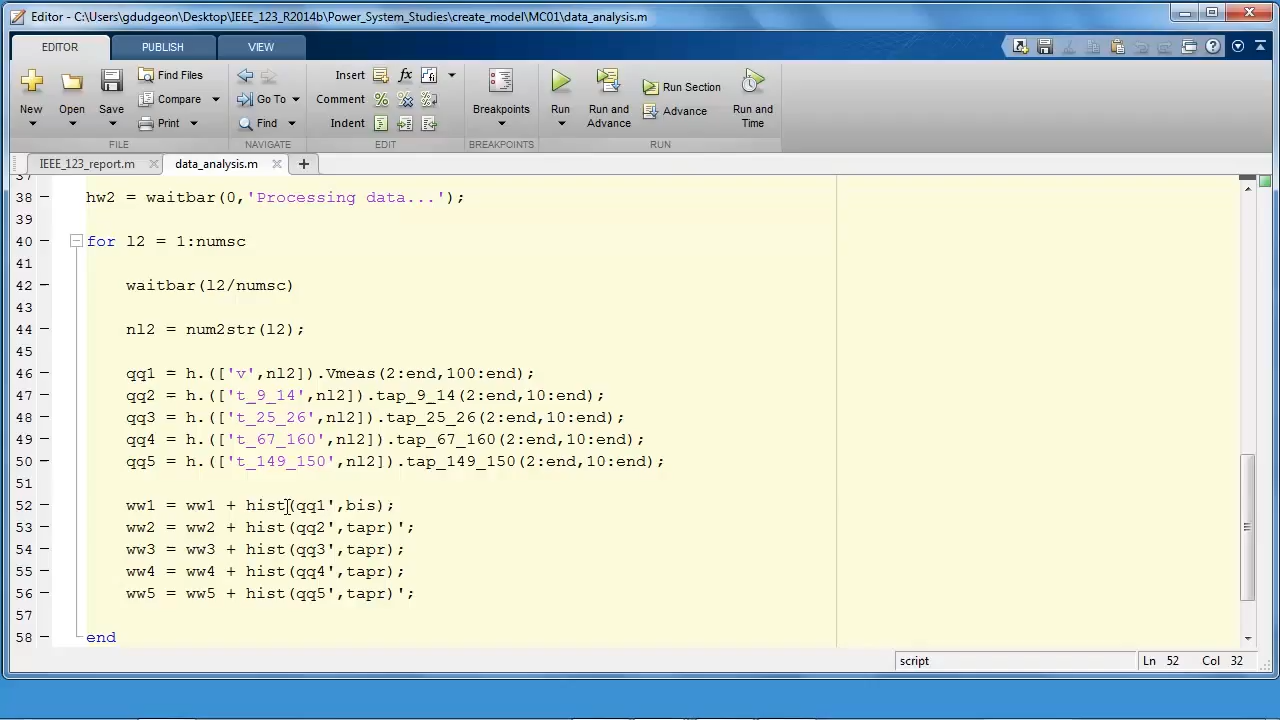 Editor - C:\Users\gdudgeon\Desktop\IEEE_123_R2014b\Power_System_Studies\create_model\MC01\data_analysis.m
EDITOR PUBLISH VIEW
New Open Save Find Files Compare Print
FILE
Go To Find
NAVIGATE
Insert fx
Comment
Indent
EDIT
Breakpoints
BREAKPOINTS
Run Run and Advance Run Section Advance Run and Time
RUN
IEEE_123_report.m data_analysis.m
37
38 hw2 = waitbar(0,'Processing data...');
39
40 for l2 = 1:numsc
41
42 waitbar(l2/numsc)
43
44 nl2 = num2str(l2);
45
46 qq1 = h.(['v',nl2]).Vmeas(2:end,100:end);
47 qq2 = h.(['t_9_14',nl2]).tap_9_14(2:end,10:end);
48 qq3 = h.(['t_25_26',nl2]).tap_25_26(2:end,10:end);
49 qq4 = h.(['t_67_160',nl2]).tap_67_160(2:end,10:end);
50 qq5 = h.(['t_149_150',nl2]).tap_149_150(2:end,10:end);
51
52 ww1 = ww1 + hist(qq1',bis);
53 ww2 = ww2 + hist(qq2',tapr)';
54 ww3 = ww3 + hist(qq3',tapr);
55 ww4 = ww4 + hist(qq4',tapr);
56 ww5 = ww5 + hist(qq5',tapr)';
57
58 end
script Ln 52 Col 32